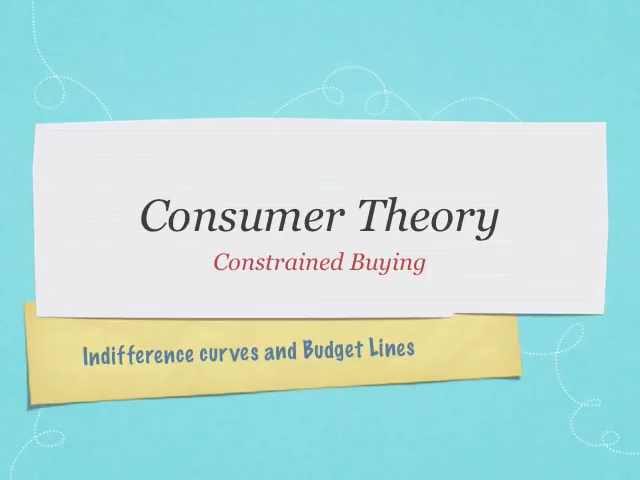 Consumer Theory
Constrained Buying
Indifference curves and Budget Lines